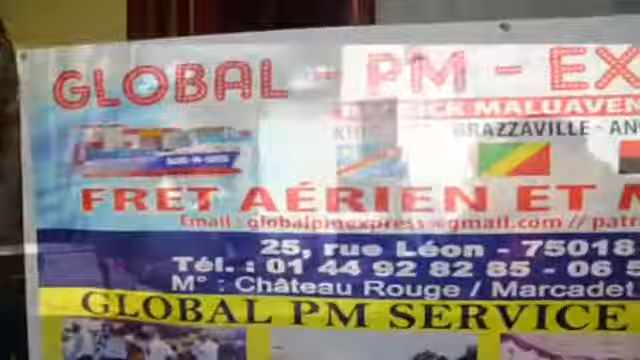 GLOBAL - PM - EX
MALUAVEN
KIN
BRAZZAVILLE - AN
FRET AÉRIEN ET M
Email : globalpmexpress@gmail.com // patr
25, rue Léon - 75018
Tél. : 01 44 92 82 85 - 06 5
M° : Château Rouge / Marcadet
GLOBAL PM SERVICE